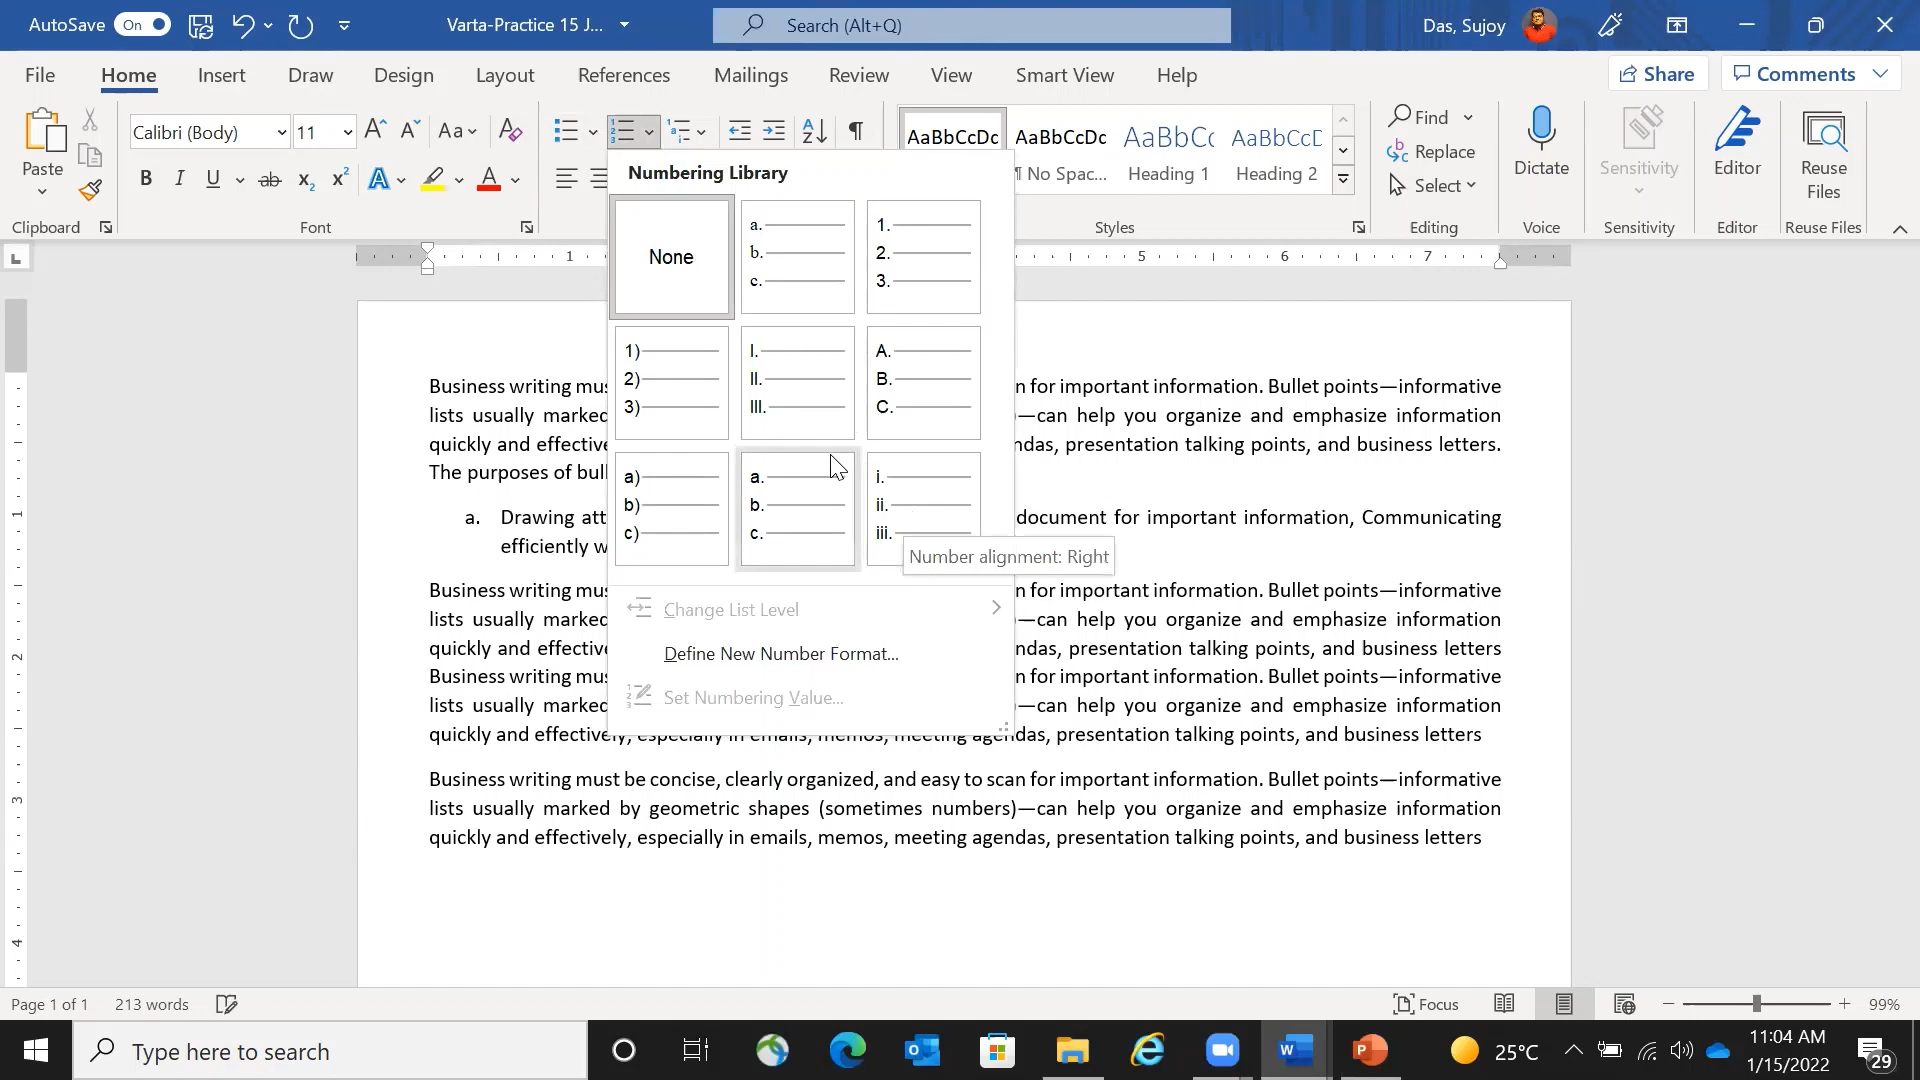 AutoSave On Varta-Practice 15 J... Search (Alt+Q) Das, Sujoy
File Home Insert Draw Design Layout References Mailings Review View Smart View Help Share Comments
Paste
Calibri (Body) 11 Aa
AaBbCcDc AaBbCcDc AaBbCc AaBbCcD
No Spac... Heading 1 Heading 2
Find
Replace
Select
Dictate
Sensitivity
Editor
Reuse
Files
Clipboard Font Styles Editing Voice Sensitivity Editor Reuse Files
Numbering Library
None
a.
b.
c.
1.
2.
3.
1)
2)
3)
I.
II.
III.
A.
B.
C.
a)
b)
c)
a.
b.
c.
i.
ii.
iii.
Number alignment: Right
Change List Level
Define New Number Format...
Set Numbering Value...
1 5 6 7
1
2
3
4
Business writing mus n for important information. Bullet points—informative
lists usually marked )—can help you organize and emphasize information
quickly and effective ndas, presentation talking points, and business letters.
The purposes of bull
a. Drawing att document for important information, Communicating
efficiently w
Business writing mus n for important information. Bullet points—informative
lists usually marked )—can help you organize and emphasize information
quickly and effective ndas, presentation talking points, and business letters
Business writing mus n for important information. Bullet points—informative
lists usually marked )—can help you organize and emphasize information
quickly and effectively, especially in emails, memos, meeting agendas, presentation talking points, and business letters
Business writing must be concise, clearly organized, and easy to scan for important information. Bullet points—informative
lists usually marked by geometric shapes (sometimes numbers)—can help you organize and emphasize information
quickly and effectively, especially in emails, memos, meeting agendas, presentation talking points, and business letters
Page 1 of 1 213 words Focus 99%
Type here to search 25°C 11:04 AM
1/15/2022 29